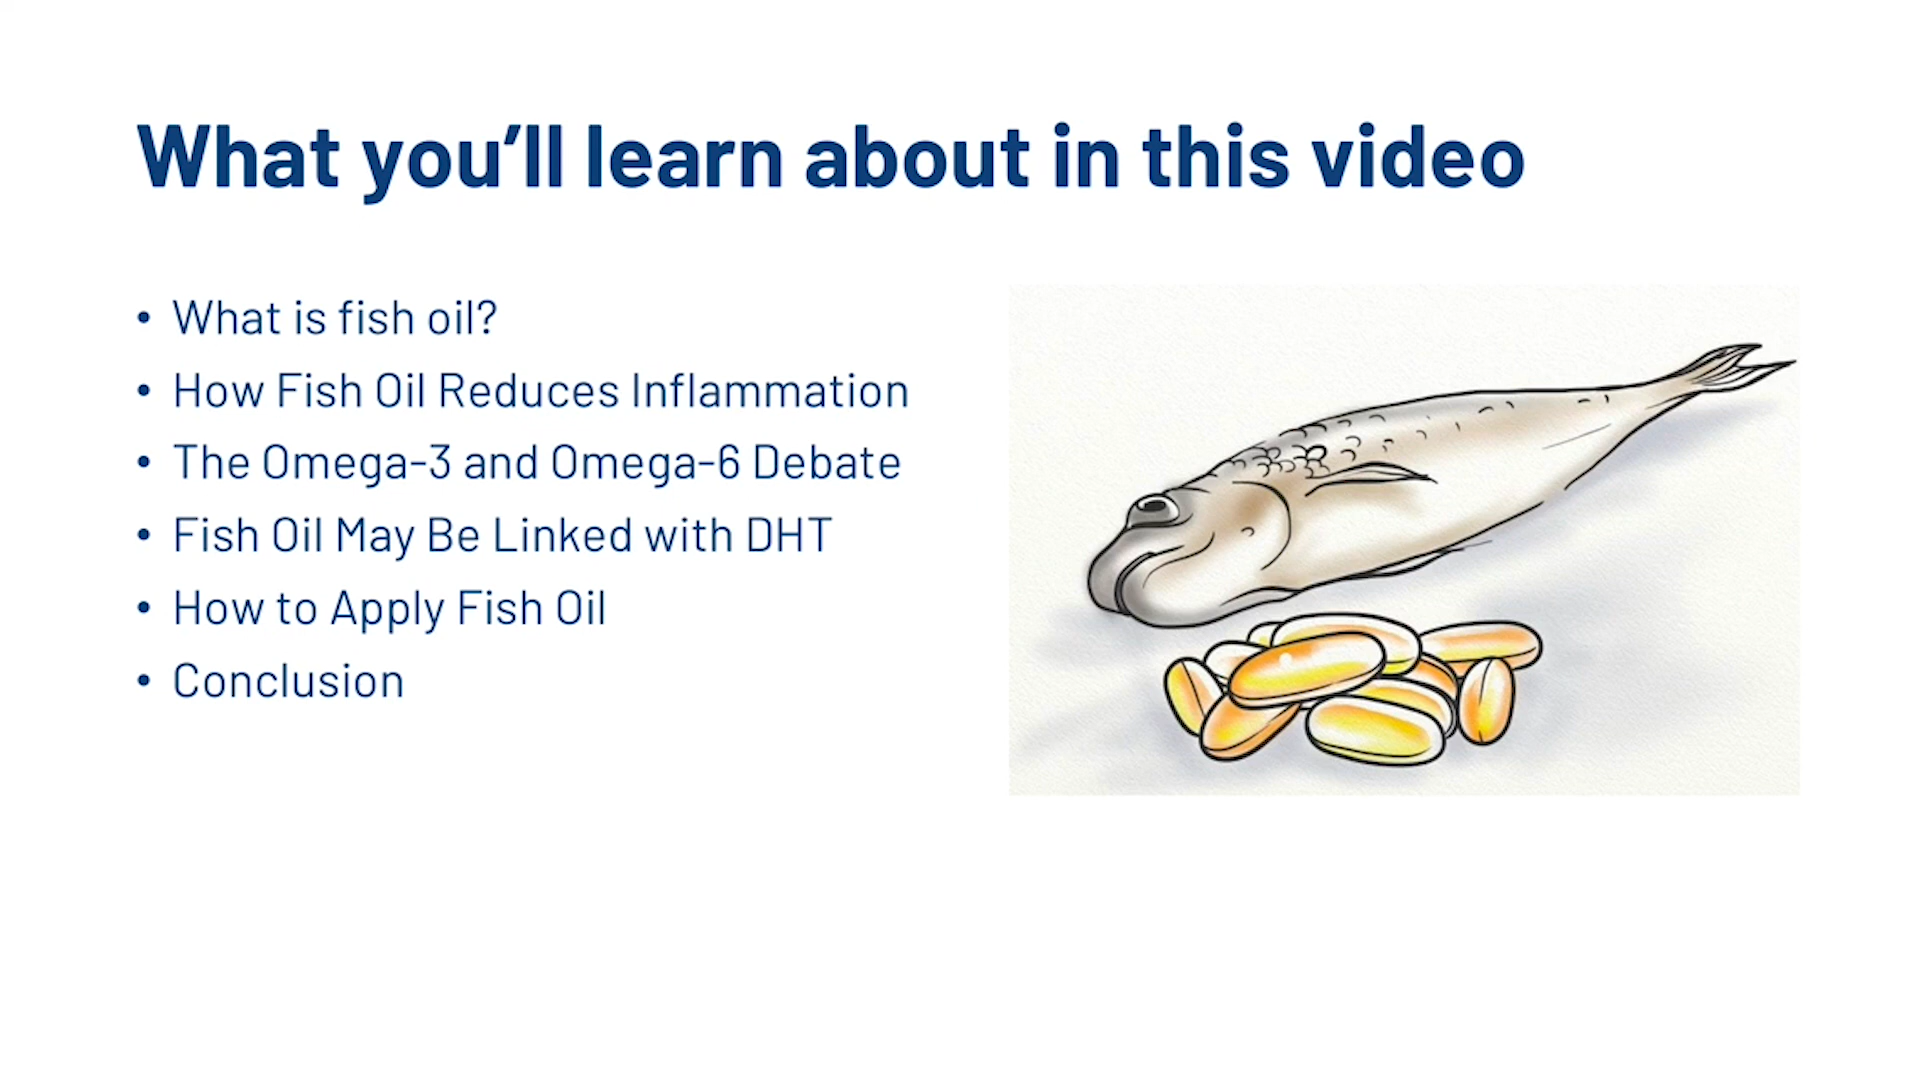 What you’ll learn about in this video
• What is fish oil?
• How Fish Oil Reduces Inflammation
• The Omega-3 and Omega-6 Debate
• Fish Oil May Be Linked with DHT
• How to Apply Fish Oil
• Conclusion